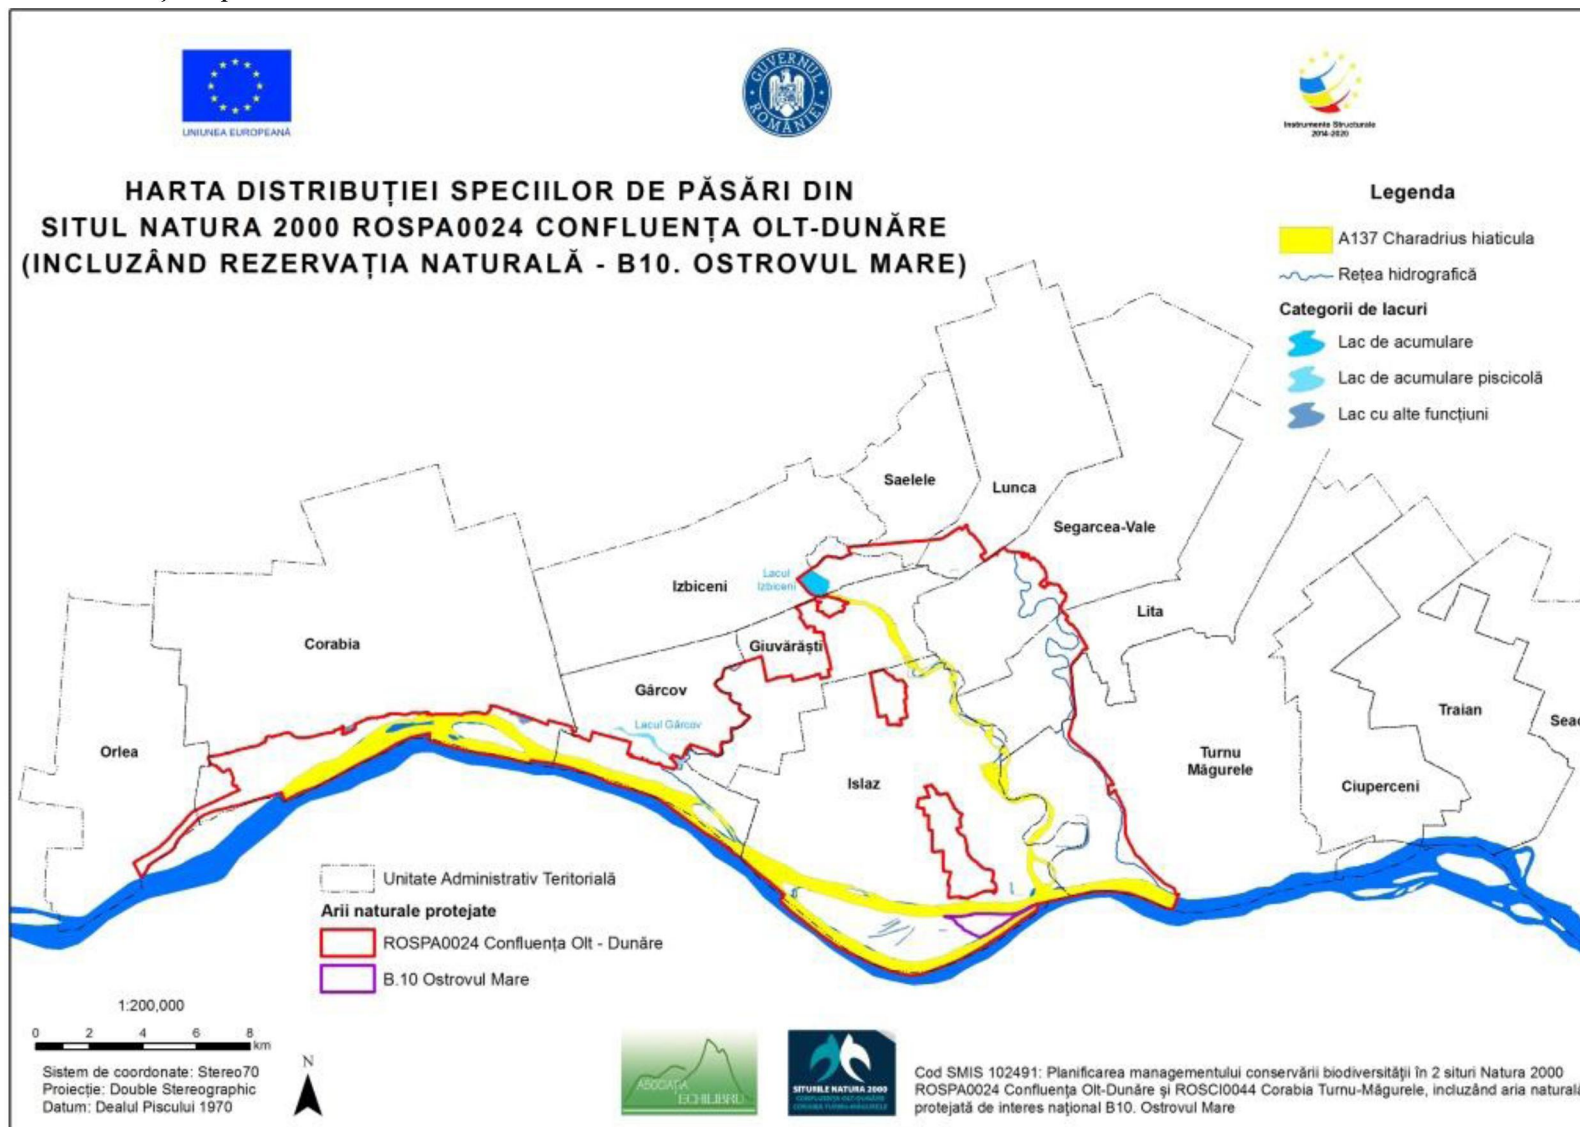 UNIUNEA EUROPEANĂ
GUVERNUL ROMÂNIEI
Instrumente Structurale
2014-2020
HARTA DISTRIBUȚIEI SPECIILOR DE PĂSĂRI DIN
SITUL NATURA 2000 ROSPA0024 CONFLUENȚA OLT-DUNĂRE
(INCLUZÂND REZERVAȚIA NATURALĂ - B10. OSTROVUL MARE)
Legenda
A137 Charadrius hiaticula
Rețea hidrografică
Categorii de lacuri
Lac de acumulare
Lac de acumulare piscicolă
Lac cu alte funcțiuni
Saelele
Lunca
Segarcea-Vale
Lacul
Izbiceni
Izbiceni
Lita
Corabia
Giuvărăști
Gârcov
Lacul Gârcov
Orlea
Traian
Seac
Turnu
Măgurele
Islaz
Ciuperceni
Unitate Administrativ Teritorială
Arii naturale protejate
ROSPA0024 Confluența Olt - Dunăre
B.10 Ostrovul Mare
1:200,000
0 2 4 6 8
km
N
Sistem de coordonate: Stereo70
Proiecție: Double Stereographic
Datum: Dealul Piscului 1970
ASOCIAȚIA
ECHILIBRU
SITURILE NATURA 2000
CONFLUENȚA OLT-DUNĂRE
CORABIA-TURNU-MĂGURELE
Cod SMIS 102491: Planificarea managementului conservării biodiversității în 2 situri Natura 2000
ROSPA0024 Confluența Olt-Dunăre și ROSCI0044 Corabia Turnu-Măgurele, incluzând aria naturală
protejată de interes național B10. Ostrovul Mare